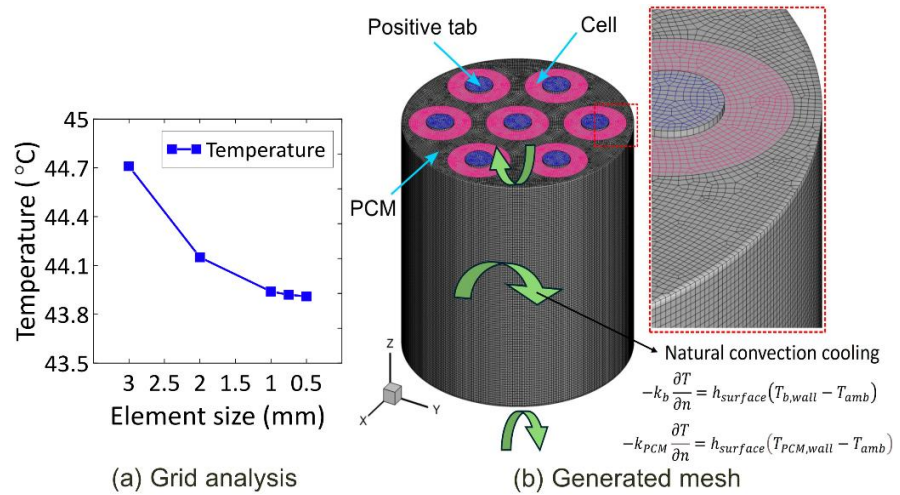 Temperature (°C)
45
44.7
44.4
44.1
43.8
43.5
Temperature
3 2.5 2 1.5 1 0.5
Element size (mm)
(a) Grid analysis
Positive tab
Cell
PCM
Z
Y
X
Natural convection cooling
−k_b ∂T/∂n = h_surface(T_b,wall − T_amb)
−k_PCM ∂T/∂n = h_surface(T_PCM,wall − T_amb)
(b) Generated mesh